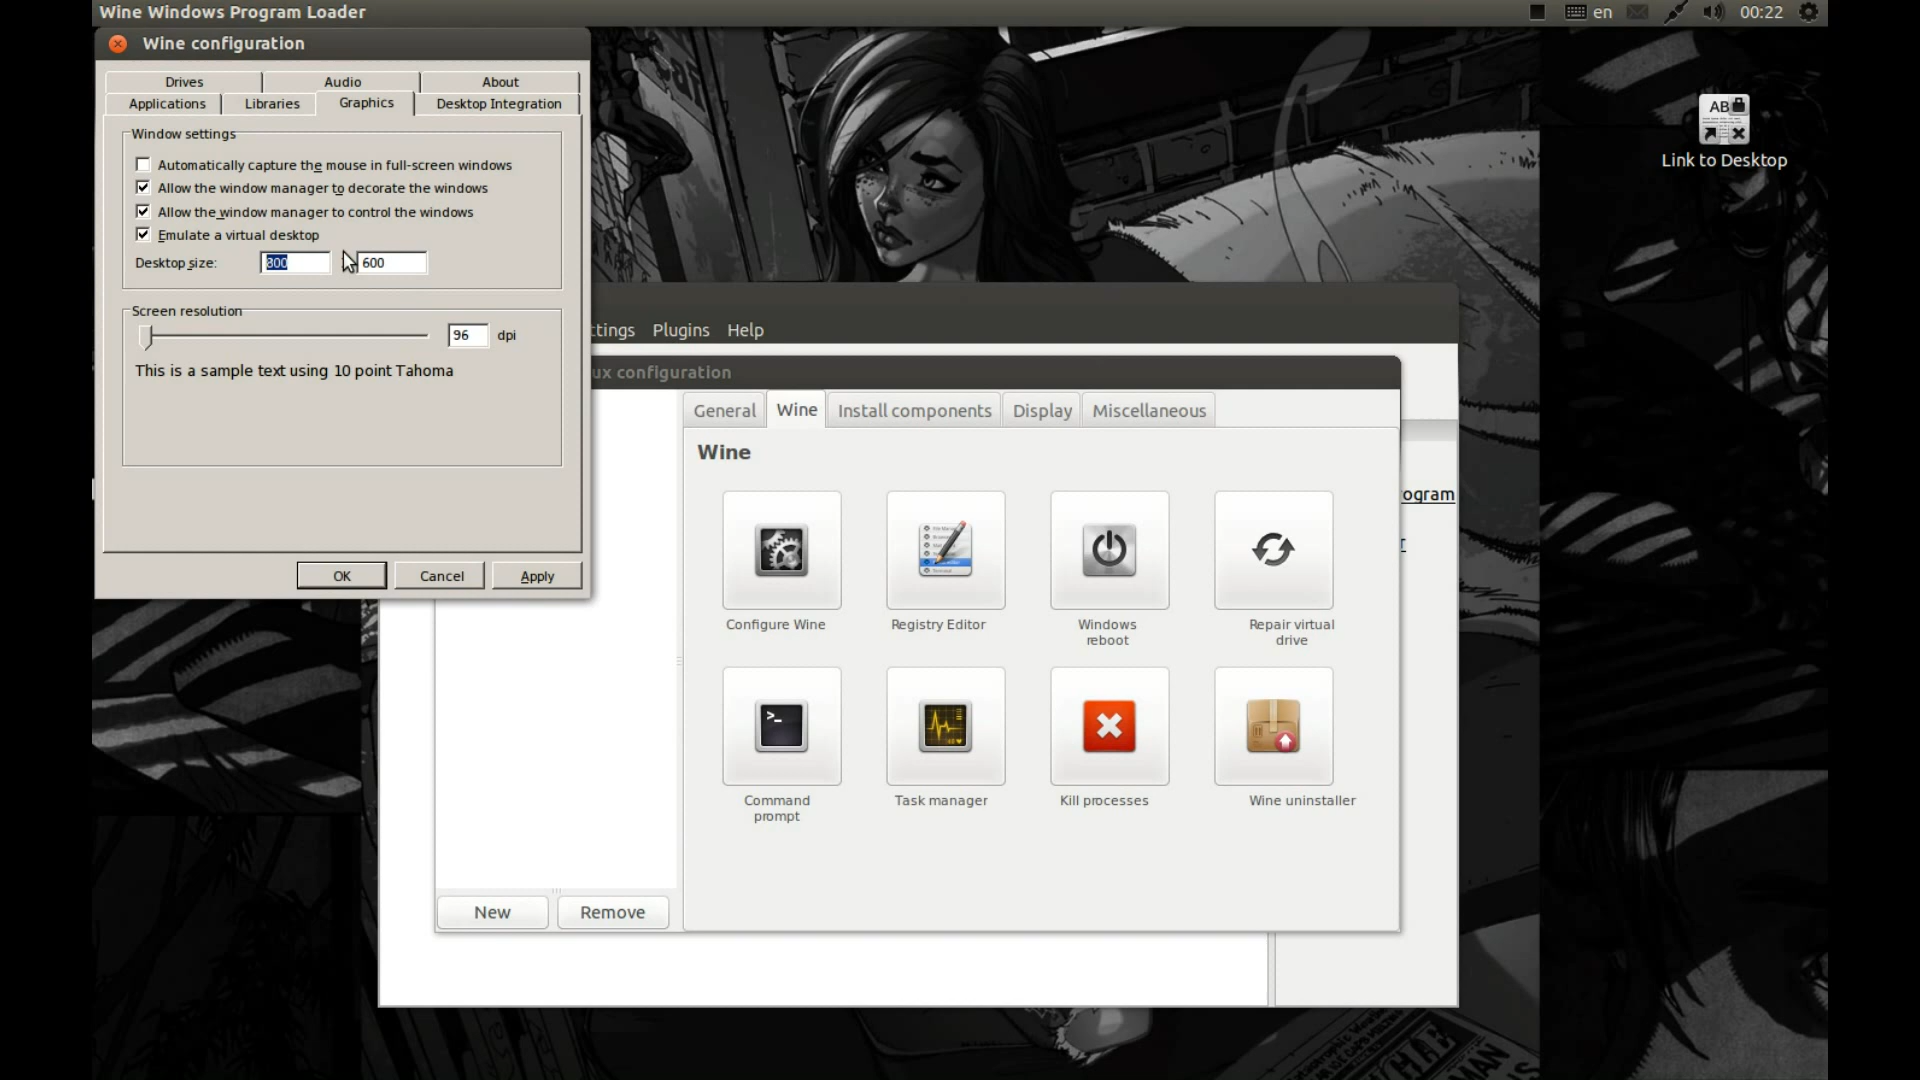 Wine Windows Program Loader
en
00:22
Wine configuration
Drives
Audio
About
Applications
Libraries
Graphics
Desktop Integration
Window settings
Automatically capture the mouse in full-screen windows
Allow the window manager to decorate the windows
Allow the window manager to control the windows
Emulate a virtual desktop
Desktop size:
800
600
Screen resolution
96
dpi
This is a sample text using 10 point Tahoma
OK
Cancel
Apply
AB
Link to Desktop
ttings
Plugins
Help
ux configuration
General
Wine
Install components
Display
Miscellaneous
Wine
ogram
r
Configure Wine
Registry Editor
Windows
reboot
Repair virtual
drive
>_
Command
prompt
Task manager
Kill processes
Wine uninstaller
New
Remove